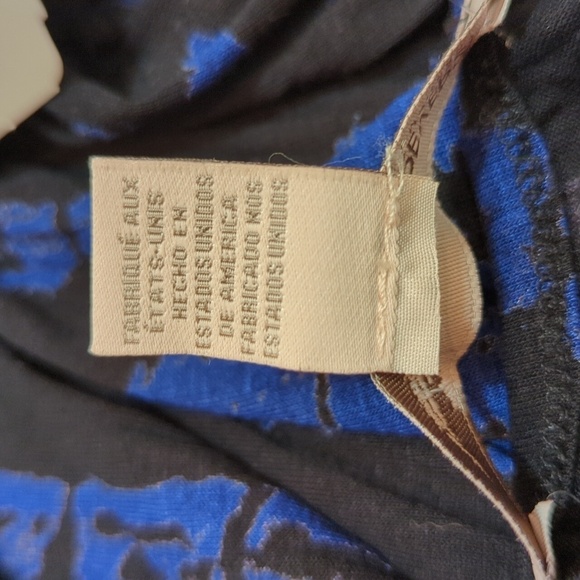 FABRIQUÉ AUX
ÉTATS-UNIS
HECHO EN
ESTADOS UNIDOS
DE AMERICA
FABRICADO NOS
ESTADOS UNIDOS